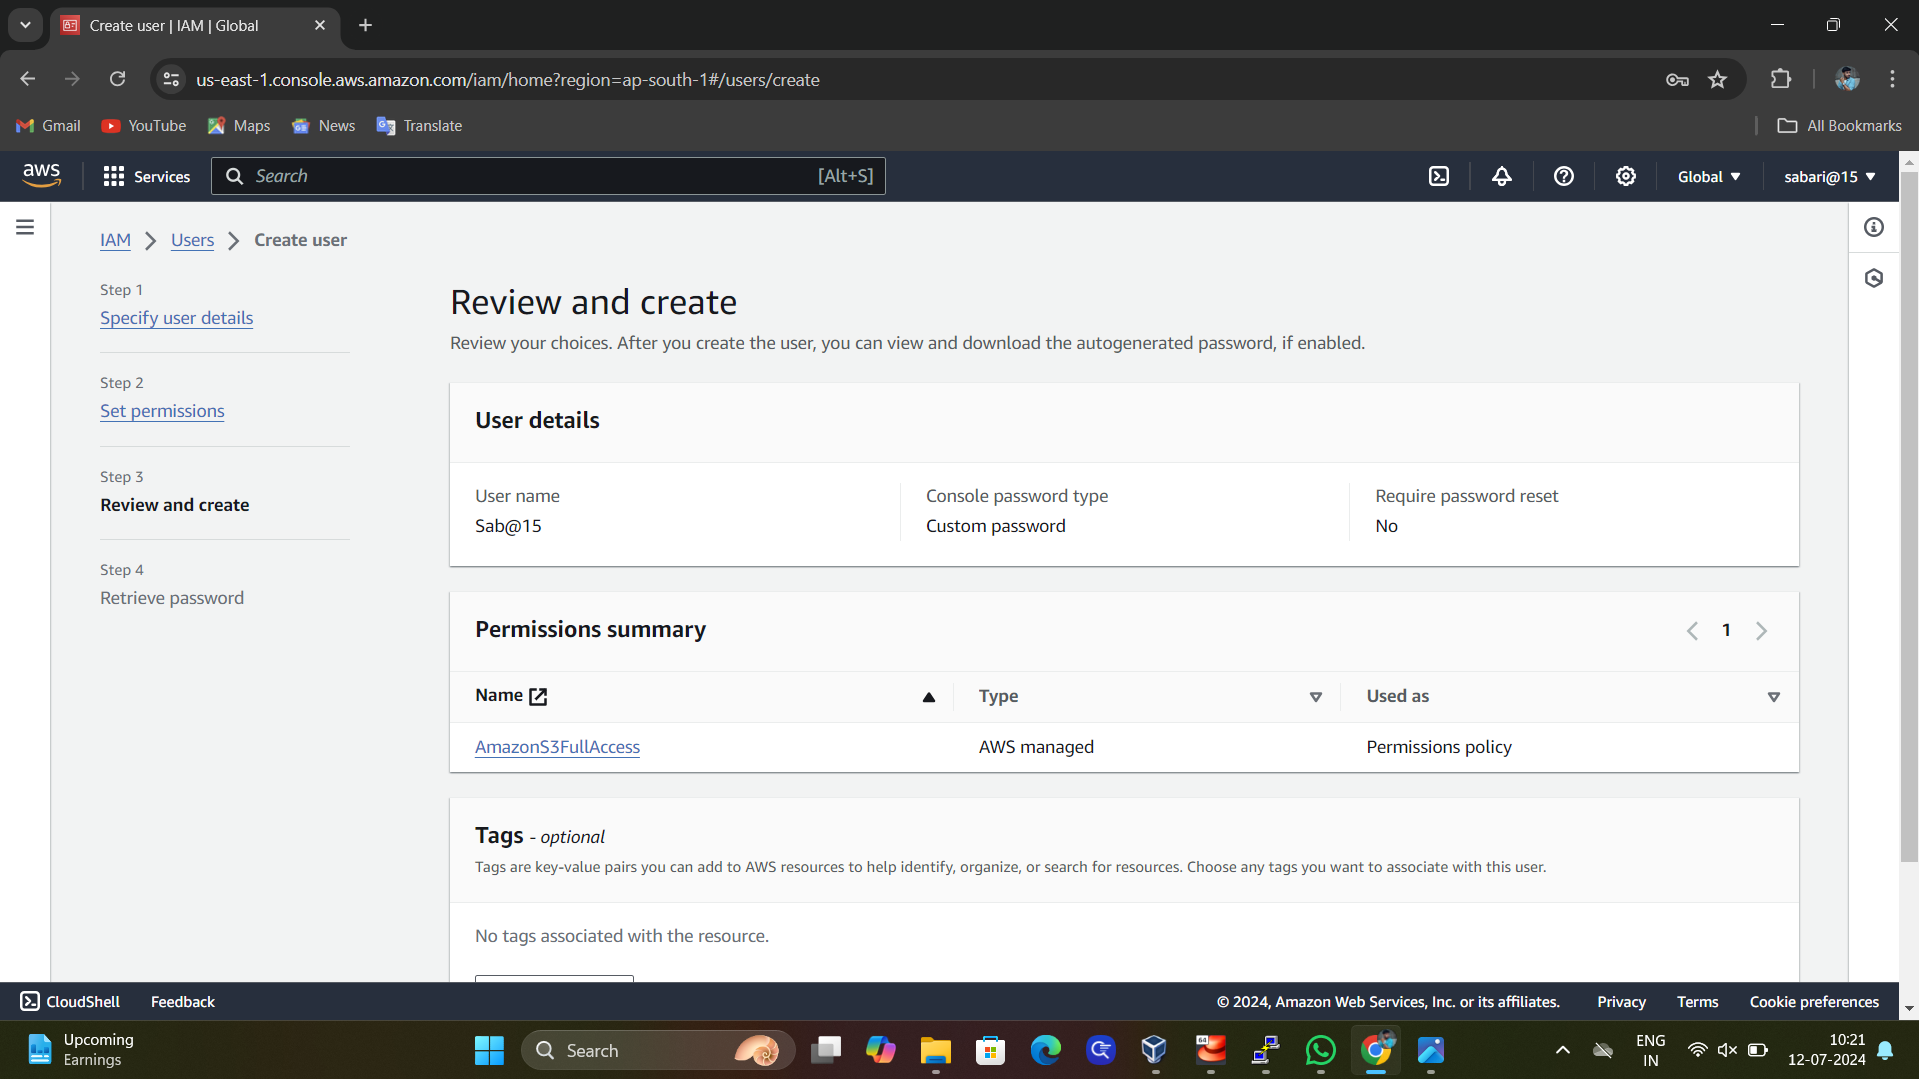 Create user | IAM | Global
us-east-1.console.aws.amazon.com/iam/home?region=ap-south-1#/users/create
Gmail YouTube Maps News Translate All Bookmarks
aws Services Search [Alt+S] Global sabari@15
IAM Users Create user
Step 1
Specify user details
Step 2
Set permissions
Step 3
Review and create
Step 4
Retrieve password
Review and create
Review your choices. After you create the user, you can view and download the autogenerated password, if enabled.
User details
User name Console password type Require password reset
Sab@15 Custom password No
Permissions summary 1
Name Type Used as
AmazonS3FullAccess AWS managed Permissions policy
Tags - optional
Tags are key-value pairs you can add to AWS resources to help identify, organize, or search for resources. Choose any tags you want to associate with this user.
No tags associated with the resource.
CloudShell Feedback © 2024, Amazon Web Services, Inc. or its affiliates. Privacy Terms Cookie preferences
Upcoming
Earnings
Search
64
ENG
IN
10:21
12-07-2024